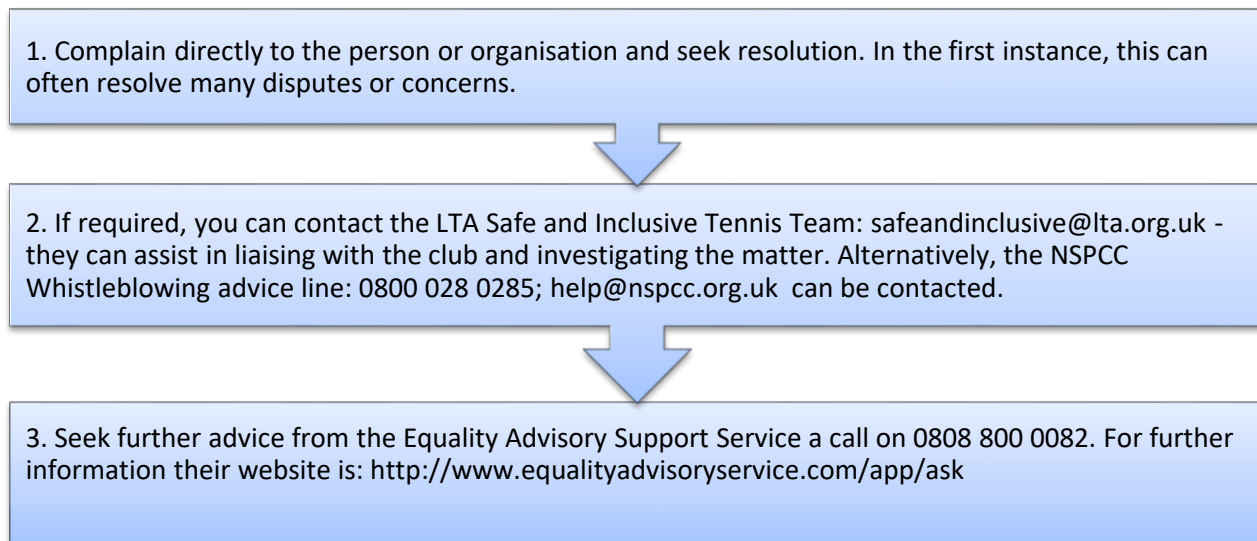 1. Complain directly to the person or organisation and seek resolution. In the first instance, this can
often resolve many disputes or concerns.
2. If required, you can contact the LTA Safe and Inclusive Tennis Team: safeandinclusive@lta.org.uk -
they can assist in liaising with the club and investigating the matter. Alternatively, the NSPCC
Whistleblowing advice line: 0800 028 0285; help@nspcc.org.uk  can be contacted.
3. Seek further advice from the Equality Advisory Support Service a call on 0808 800 0082. For further
information their website is: http://www.equalityadvisoryservice.com/app/ask